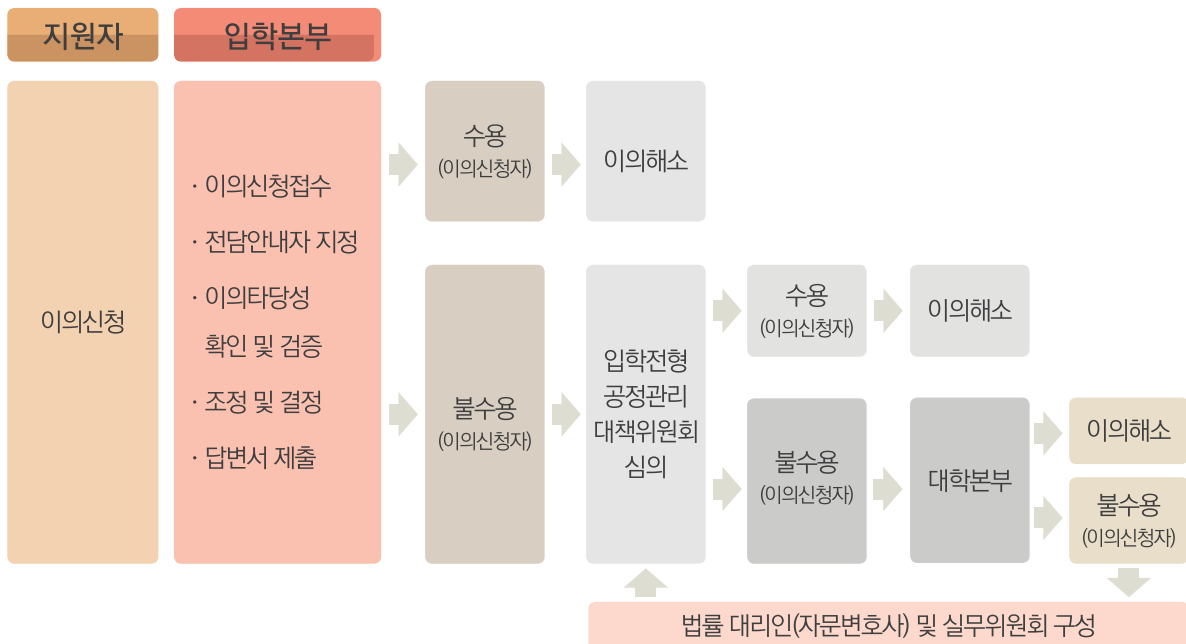 지원자
입학본부
이의신청
· 이의신청접수
· 전담안내자 지정
· 이의타당성
확인 및 검증
· 조정 및 결정
· 답변서 제출
수용
(이의신청자)
이의해소
불수용
(이의신청자)
입학전형
공정관리
대책위원회
심의
수용
(이의신청자)
이의해소
불수용
(이의신청자)
대학본부
이의해소
불수용
(이의신청자)
법률 대리인(자문변호사) 및 실무위원회 구성